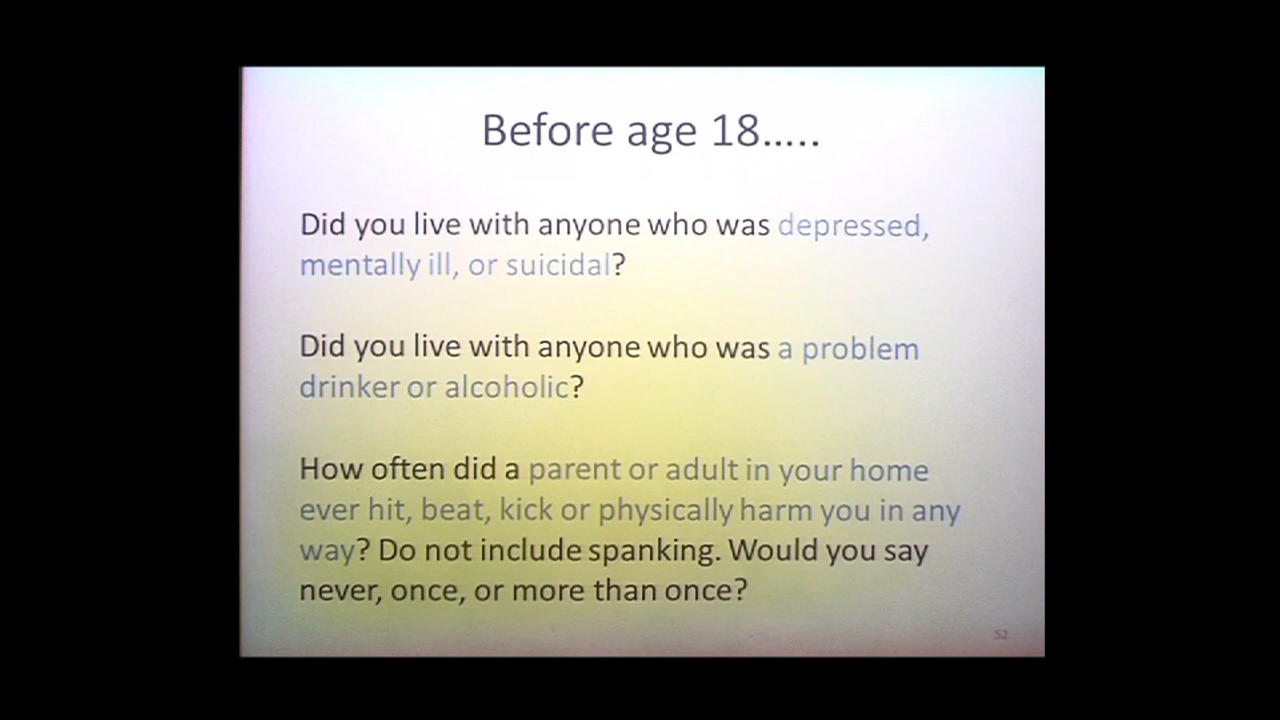 Before age 18.....
Did you live with anyone who was depressed,
mentally ill, or suicidal?
Did you live with anyone who was a problem
drinker or alcoholic?
How often did a parent or adult in your home
ever hit, beat, kick or physically harm you in any
way? Do not include spanking. Would you say
never, once, or more than once?
52